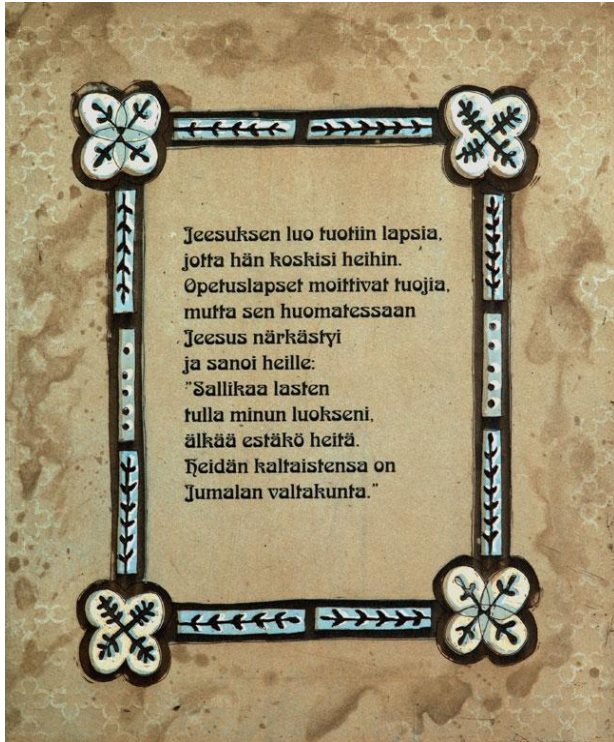 Jeesuksen luo tuotiin lapsia,
jotta hän koskisi heihin.
Opetuslapset moittivat tuojia,
mutta sen huomatessaan
Jeesus närkästyi
ja sanoi heille:
"Sallikaa lasten
tulla minun luokseni,
älkää estäkö heitä.
Heidän kaltaistensa on
Jumalan valtakunta."